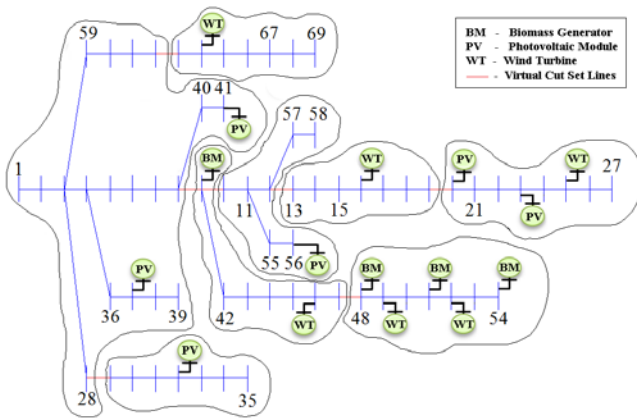 59
WT
67
69
BM - Biomass Generator
PV - Photovoltaic Module
WT - Wind Turbine
Virtual Cut Set Lines
40
41
PV
57
58
BM
1
WT
PV
WT
27
11
13
15
21
PV
55
56
PV
PV
36
39
42
WT
BM
BM
BM
48
54
WT
WT
PV
28
35